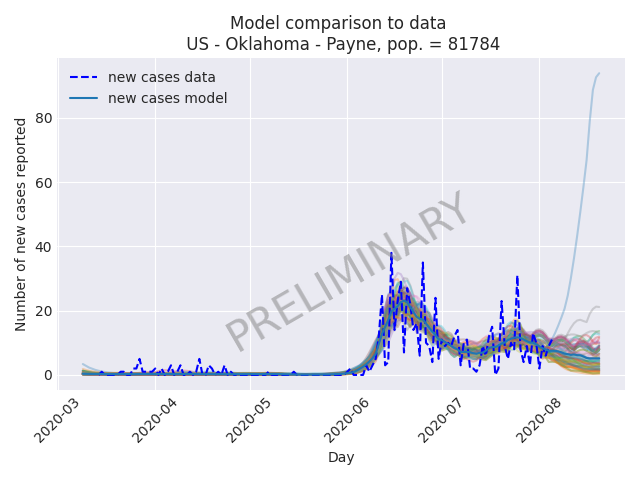 Model comparison to data
US - Oklahoma - Payne, pop. = 81784
new cases data
new cases model
Number of new cases reported
80
60
40
20
0
PRELIMINARY
2020-03
2020-04
2020-05
2020-06
2020-07
2020-08
Day